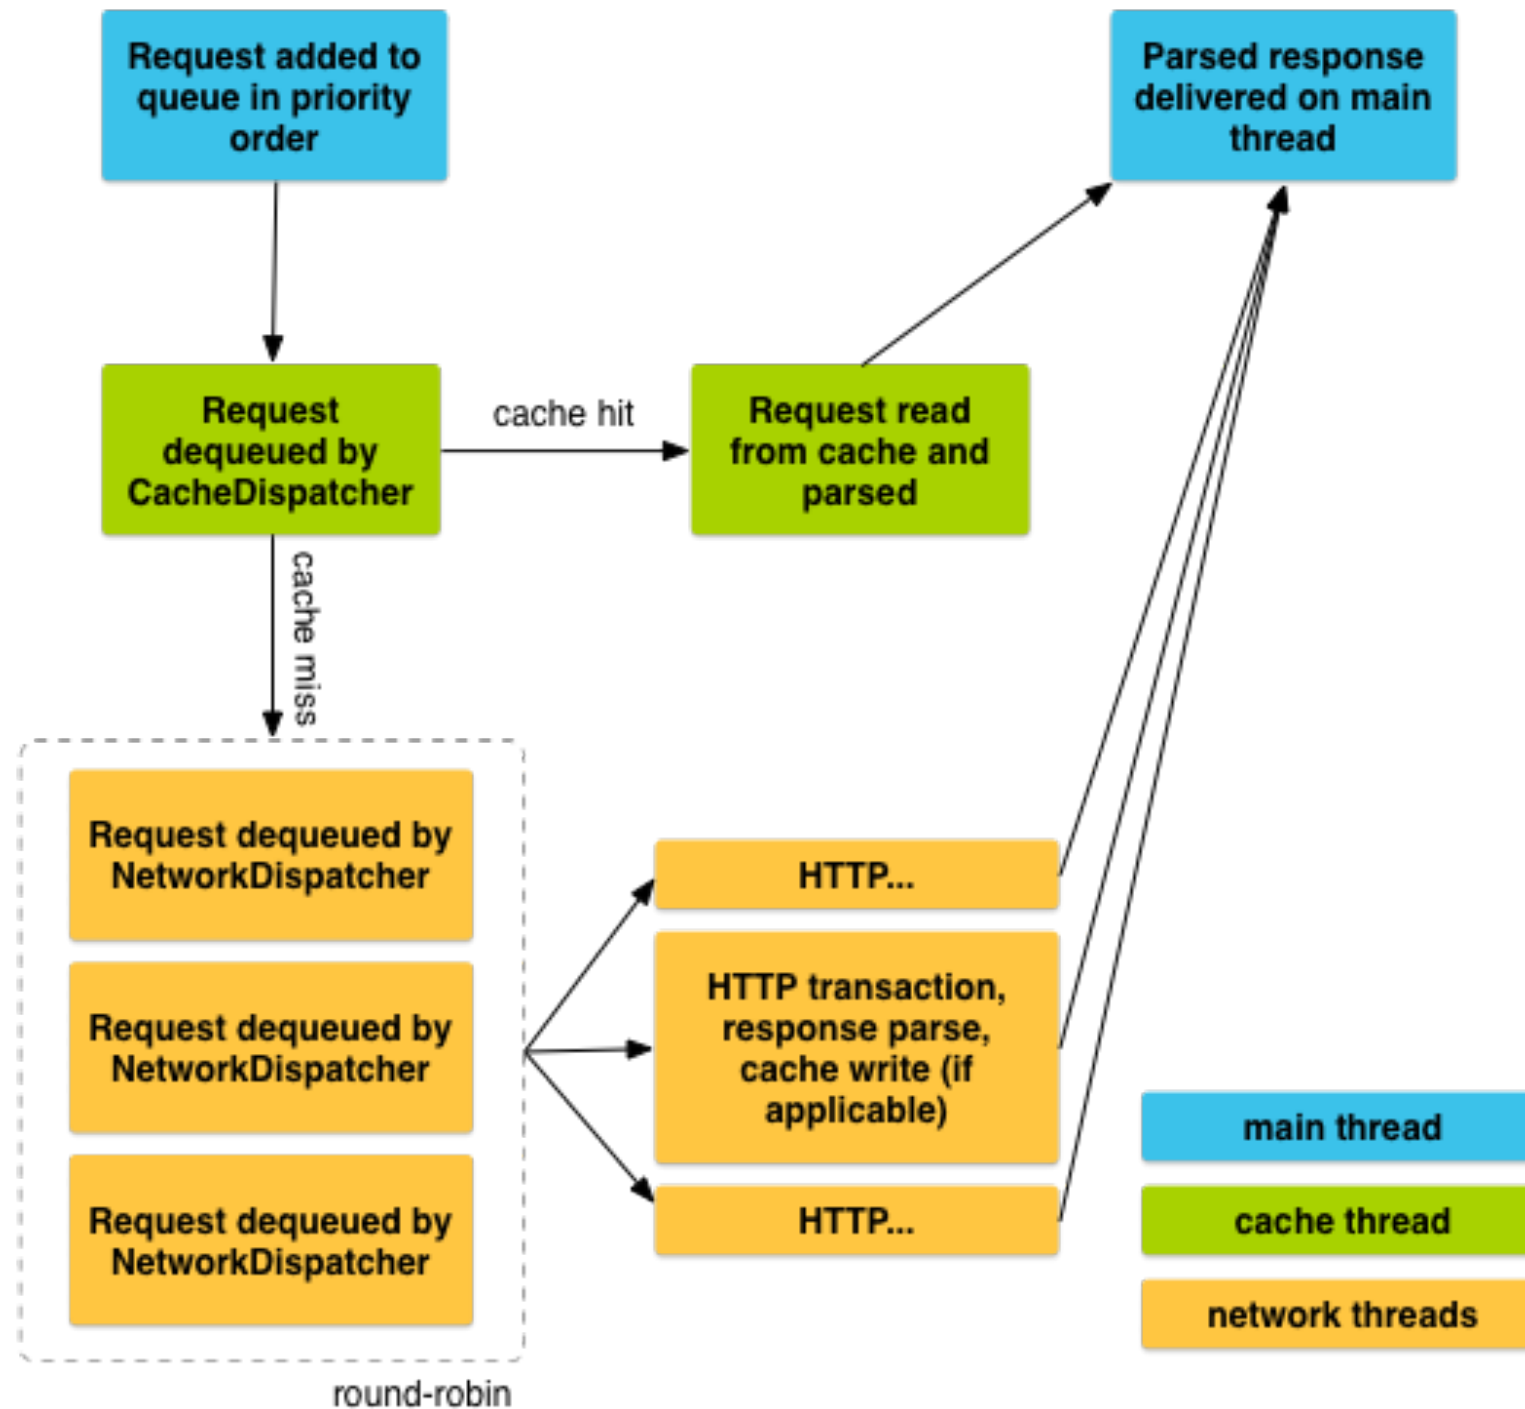 Request added to
queue in priority
order
Parsed response
delivered on main
thread
Request
dequeued by
CacheDispatcher
cache hit
Request read
from cache and
parsed
cache miss
Request dequeued by
NetworkDispatcher
Request dequeued by
NetworkDispatcher
Request dequeued by
NetworkDispatcher
round-robin
HTTP...
HTTP transaction,
response parse,
cache write (if
applicable)
HTTP...
main thread
cache thread
network threads